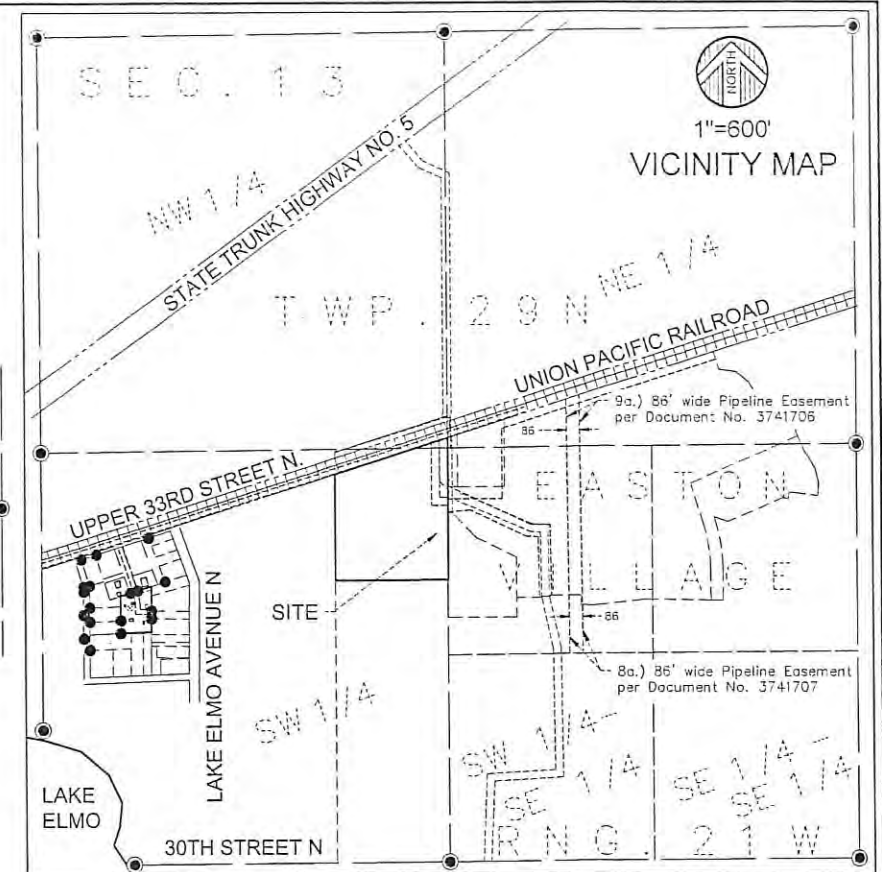 SEC. 13
NORTH
1"=600'
VICINITY MAP
NW 1/4
STATE TRUNK HIGHWAY NO. 5
NE 1/4
TWP. 29N
UNION PACIFIC RAILROAD
9a.) 86' wide Pipeline Easement
per Document No. 3741706
86
UPPER 33RD STREET N.
EASTON
VILLAGE
LAKE ELMO AVENUE N
SITE
86
8a.) 86' wide Pipeline Easement
per Document No. 3741707
SW 1/4
SW 1/4-
SE 1/4
SE 1/4-
SE 1/4
LAKE
ELMO
30TH STREET N
RNG. 21W